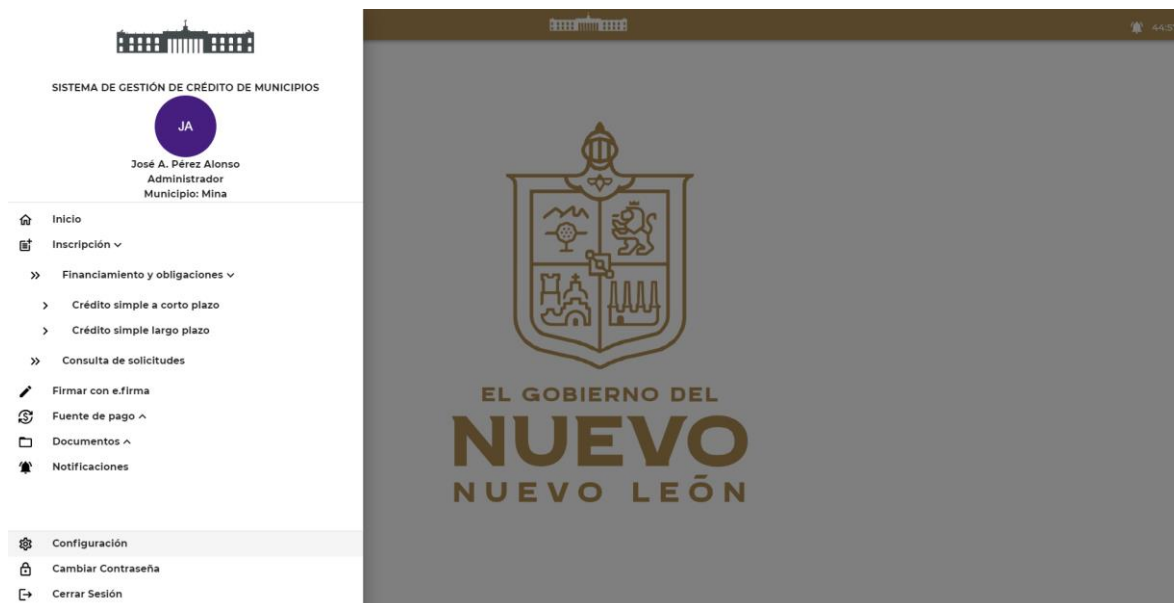 SISTEMA DE GESTIÓN DE CRÉDITO DE MUNICIPIOS
JA
José A. Pérez Alonso
Administrador
Municipio: Mina
Inicio
Inscripción
Financiamiento y obligaciones
Crédito simple a corto plazo
Crédito simple largo plazo
Consulta de solicitudes
Firmar con e.firma
Fuente de pago
Documentos
Notificaciones
Configuración
Cambiar Contraseña
Cerrar Sesión
EL GOBIERNO DEL
NUEVO
NUEVO LEÓN